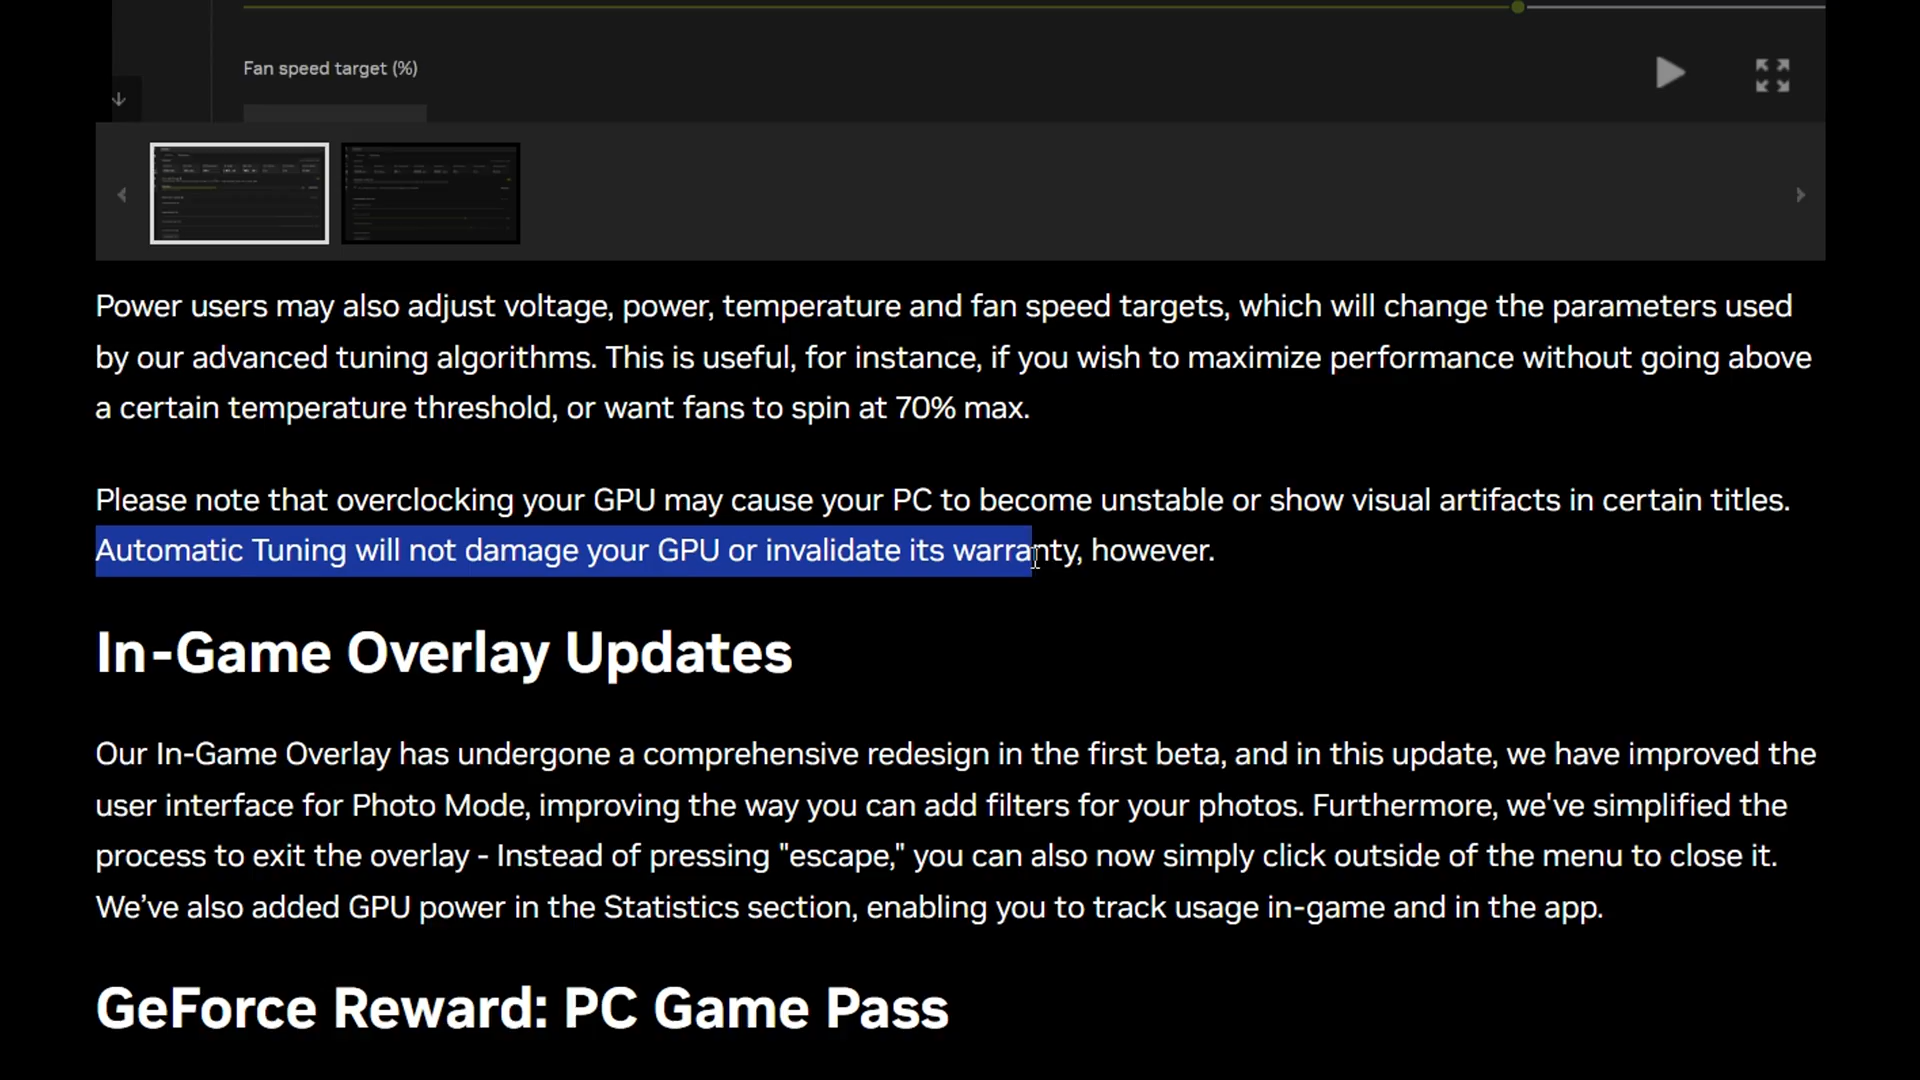 Fan speed target (%)
Power users may also adjust voltage, power, temperature and fan speed targets, which will change the parameters used
by our advanced tuning algorithms. This is useful, for instance, if you wish to maximize performance without going above
a certain temperature threshold, or want fans to spin at 70% max.
Please note that overclocking your GPU may cause your PC to become unstable or show visual artifacts in certain titles.
Automatic Tuning will not damage your GPU or invalidate its warranty, however.
In-Game Overlay Updates
Our In-Game Overlay has undergone a comprehensive redesign in the first beta, and in this update, we have improved the
user interface for Photo Mode, improving the way you can add filters for your photos. Furthermore, we've simplified the
process to exit the overlay - Instead of pressing "escape," you can also now simply click outside of the menu to close it.
We’ve also added GPU power in the Statistics section, enabling you to track usage in-game and in the app.
GeForce Reward: PC Game Pass